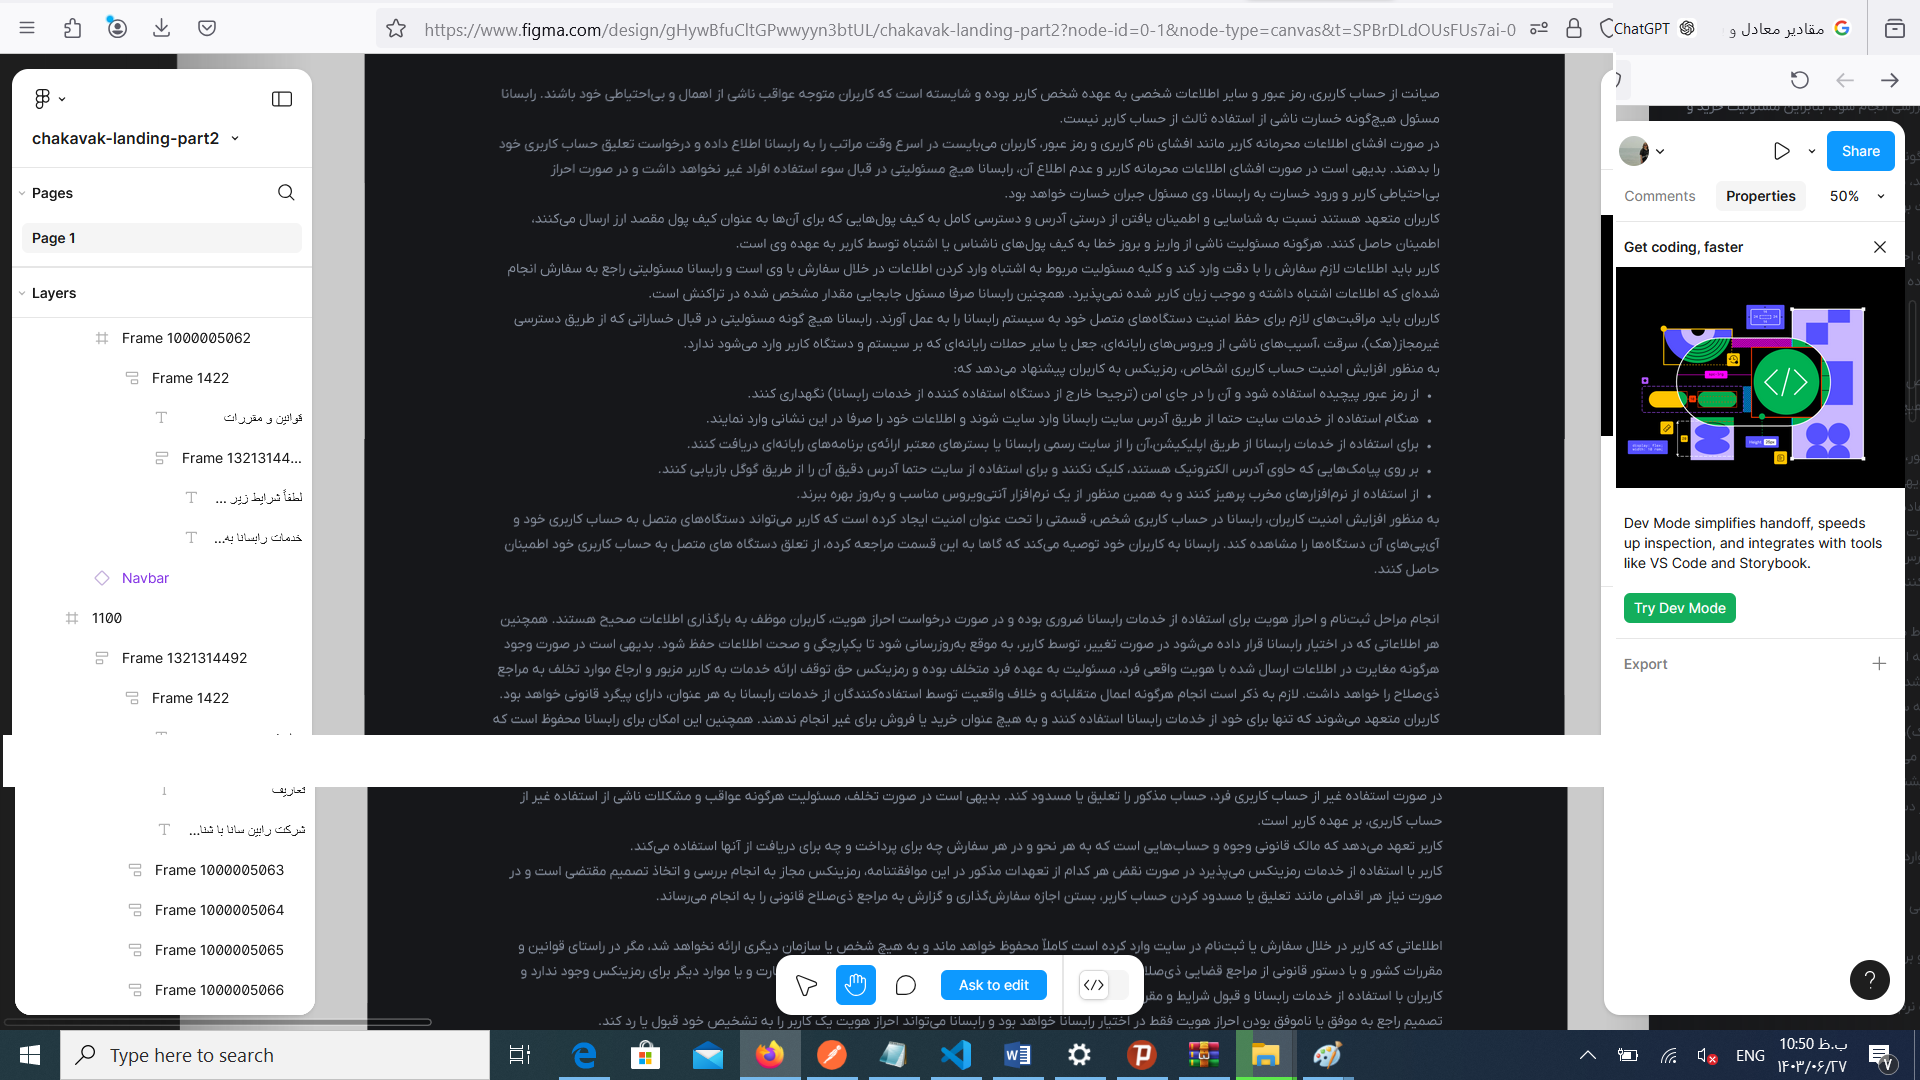 https://www.figma.com/design/gHywBfuCltGPwwyyn3btUL/chakavak-landing-part2?node-id=0-1&node-type=canvas&t=SPBrDLdOUsFUs7ai-0
ChatGPT
مقادیر معادل و
chakavak-landing-part2
Pages
Page 1
Layers
Frame 1000005062
Frame 1422
قوانین و مقررات
Frame 13213144...
لطفاً شرایط زیر ...
خدمات رابسانا به...
Navbar
1100
Frame 1321314492
Frame 1422
تعاریف
شرکت رابین سانا با شنا...
Frame 1000005063
Frame 1000005064
Frame 1000005065
Frame 1000005066
صیانت از حساب کاربری، رمز عبور و سایر اطلاعات شخصی به عهده شخص کاربر بوده و شایسته است که کاربران متوجه عواقب ناشی از اهمال و بی‌احتیاطی خود باشند. رابسانا
مسئول هیچ‌گونه خسارت ناشی از استفاده ثالث از حساب کاربر نیست.
در صورت افشای اطلاعات محرمانه کاربر مانند افشای نام کاربری و رمز عبور، کاربران می‌بایست در اسرع وقت مراتب را به رابسانا اطلاع داده و درخواست تعلیق حساب کاربری خود
را بدهند. بدیهی است در صورت افشای اطلاعات محرمانه کاربر و عدم اطلاع آن، رابسانا هیچ مسئولیتی در قبال سوء استفاده افراد غیر نخواهد داشت و در صورت احراز
بی‌احتیاطی کاربر و ورود خسارت به رابسانا، وی مسئول جبران خسارت خواهد بود.
کاربران متعهد هستند نسبت به شناسایی و اطمینان یافتن از درستی آدرس و دسترسی کامل به کیف پول‌هایی که برای آن‌ها به عنوان کیف پول مقصد ارز ارسال می‌کنند،
اطمینان حاصل کنند. هرگونه مسئولیت ناشی از واریز و بروز خطا به کیف پول‌های ناشناس یا اشتباه توسط کاربر به عهده وی است.
کاربر باید اطلاعات لازم سفارش را با دقت وارد کند و کلیه مسئولیت مربوط به اشتباه وارد کردن اطلاعات در خلال سفارش با وی است و رابسانا مسئولیتی راجع به سفارش انجام
شده‌ای که اطلاعات اشتباه داشته و موجب زیان کاربر شده نمی‌پذیرد. همچنین رابسانا صرفا مسئول جابجایی مقدار مشخص شده در تراکنش است.
کاربران باید مراقبت‌های لازم برای حفظ امنیت دستگاه‌های متصل خود به سیستم رابسانا را به عمل آورند. رابسانا هیچ گونه مسئولیتی در قبال خساراتی که از طریق دسترسی
غیرمجاز(هک)، سرقت ،آسیب‌های ناشی از ویروس‌های رایانه‌ای، جعل یا سایر حملات رایانه‌ای که بر سیستم و دستگاه کاربر وارد می‌شود ندارد.
به منظور افزایش امنیت حساب کاربری اشخاص، رمزینکس به کاربران پیشنهاد می‌دهد که:
• از رمز عبور پیچیده استفاده شود و آن را در جای امن (ترجیحا خارج از دستگاه استفاده کننده از خدمات رابسانا) نگهداری کنند.
• هنگام استفاده از خدمات سایت حتما از طریق آدرس سایت رابسانا وارد سایت شوند و اطلاعات خود را صرفا در این نشانی وارد نمایند.
• برای استفاده از خدمات رابسانا از طریق اپلیکیشن،آن را از سایت رسمی رابسانا یا بسترهای معتبر ارائه‌ی برنامه‌های رایانه‌ای دریافت کنند.
• بر روی پیامک‌هایی که حاوی آدرس الکترونیک هستند، کلیک نکنند و برای استفاده از سایت حتما آدرس دقیق آن را از طریق گوگل بازیابی کنند.
• از استفاده از نرم‌افزارهای مخرب پرهیز کنند و به همین منظور از یک نرم‌افزار آنتی‌ویروس مناسب و به‌روز بهره ببرند.
به منظور افزایش امنیت کاربران، رابسانا در حساب کاربری شخص، قسمتی را تحت عنوان امنیت ایجاد کرده است که کاربر می‌تواند دستگاه‌های متصل به حساب کاربری خود و
آی‌پی‌های آن دستگاه‌ها را مشاهده کند. رابسانا به کاربران خود توصیه می‌کند که گاها به این قسمت مراجعه کرده، از تعلق دستگاه های متصل به حساب کاربری خود اطمینان
حاصل کنند.
انجام مراحل ثبت‌نام و احراز هویت برای استفاده از خدمات رابسانا ضروری بوده و در صورت درخواست احراز هویت، کاربران موظف به بارگذاری اطلاعات صحیح هستند. همچنین
هر اطلاعاتی که در اختیار رابسانا قرار داده می‌شود در صورت تغییر، توسط کاربر، به موقع به‌روزرسانی شود تا یکپارچگی و صحت اطلاعات حفظ شود. بدیهی است در صورت وجود
هرگونه مغایرت در اطلاعات ارسال شده با هویت واقعی فرد، مسئولیت به عهده فرد متخلف بوده و رمزینکس حق توقف ارائه خدمات به کاربر مزبور و ارجاع موارد تخلف به مراجع
ذی‌صلاح را خواهد داشت. لازم به ذکر است انجام هرگونه اعمال متقلبانه و خلاف واقعیت توسط استفاده‌کنندگان از خدمات رابسانا به هر عنوان، دارای پیگرد قانونی خواهد بود.
کاربران متعهد می‌شوند که تنها برای خود از خدمات رابسانا استفاده کنند و به هیچ عنوان خرید یا فروش برای غیر انجام ندهند. همچنین این امکان برای رابسانا محفوظ است که
در صورت استفاده غیر از حساب کاربری فرد، حساب مذکور را تعلیق یا مسدود کند. بدیهی است در صورت تخلف، مسئولیت هرگونه عواقب و مشکلات ناشی از استفاده غیر از
حساب کاربری، بر عهده کاربر است.
کاربر تعهد می‌دهد که مالک قانونی وجوه و حساب‌هایی است که به هر نحو و در هر سفارش چه برای پرداخت و چه برای دریافت از آنها استفاده می‌کند.
کاربر با استفاده از خدمات رمزینکس می‌پذیرد در صورت نقض هر کدام از تعهدات مذکور در این موافقتنامه، رمزینکس مجاز به انجام بررسی و اتخاذ تصمیم مقتضی است و در
صورت نیاز هر اقدامی مانند تعلیق یا مسدود کردن حساب کاربر، بستن اجازه سفارش‌گذاری و گزارش به مراجع ذی‌صلاح قانونی را به انجام می‌رساند.
اطلاعاتی که کاربر در خلال سفارش یا ثبت‌نام در سایت وارد کرده است کاملاً محفوظ خواهد ماند و به هیچ شخص یا سازمان دیگری ارائه نخواهد شد، مگر در راستای قوانین و
مقررات کشور و با دستور قانونی از مراجع قضایی ذی‌صلا
و یا موارد دیگر برای رمزینکس وجود ندارد و
کاربران با استفاده از خدمات رابسانا و قبول شرایط و مقر
تصمیم راجع به موفق یا ناموفق بودن احراز هویت فقط در اختیار رابسانا خواهد بود و رابسانا می‌تواند احراز هویت یک کاربر را به تشخیص خود قبول یا رد کند.
Ask to edit
Share
Comments
Properties
50%
Get coding, faster
Dev Mode simplifies handoff, speeds
up inspection, and integrates with tools
like VS Code and Storybook.
Try Dev Mode
Export
?
Type here to search
ENG
10:50 ب.ظ
۱۴۰۳/۰۶/۲۷